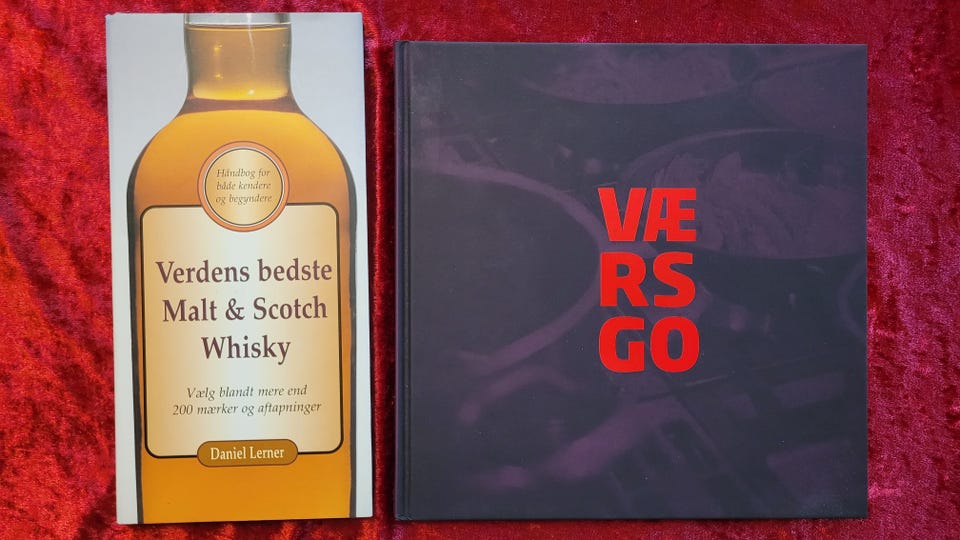 Håndbog for
både kendere
og begyndere
Verdens bedste
Malt & Scotch
Whisky
Vælg blandt mere end
200 mærker og aftapninger
Daniel Lerner
VÆ
RS
GO